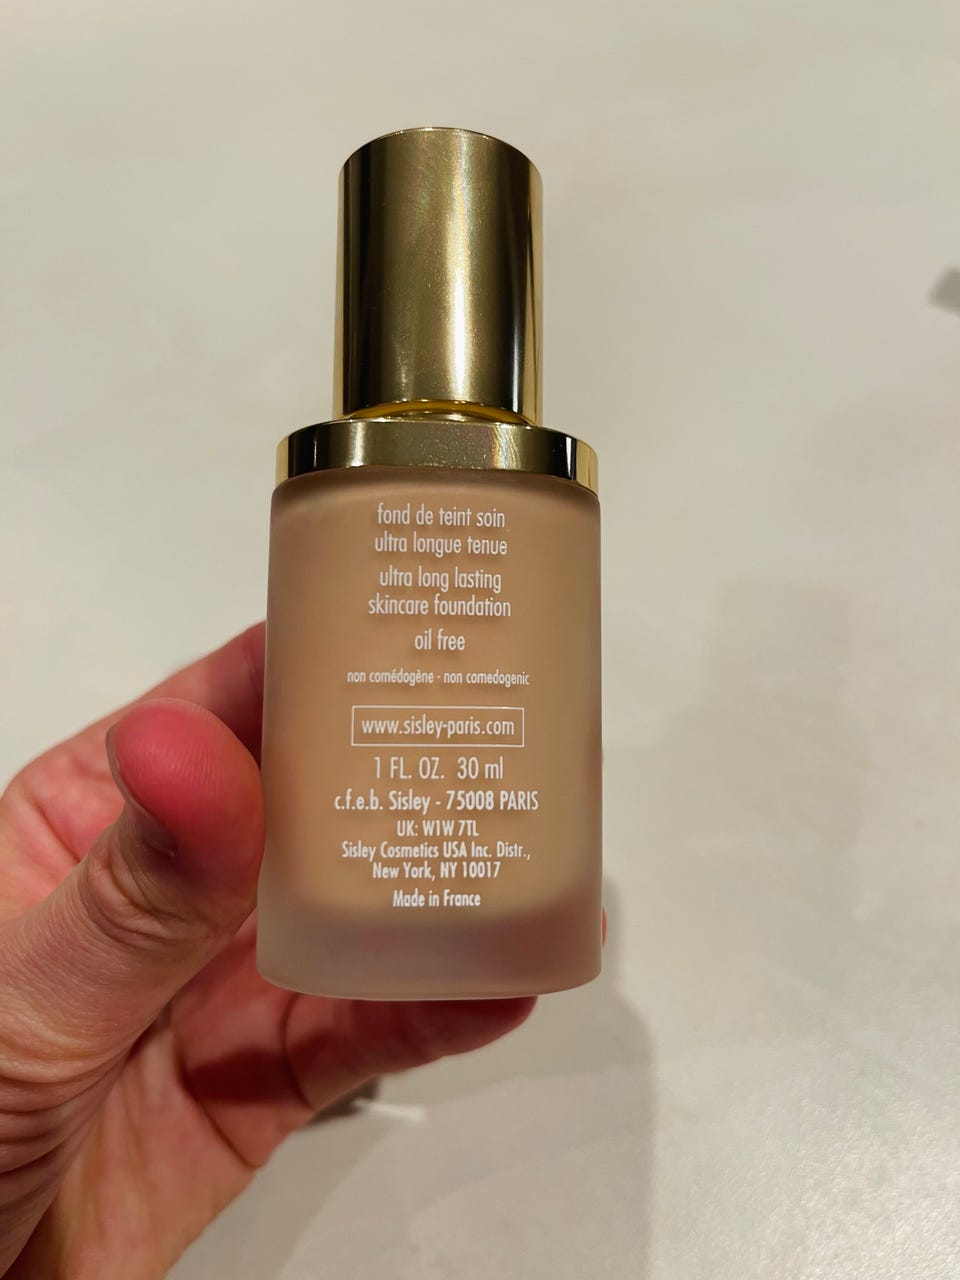 fond de teint soin
ultra longue tenue
ultra long lasting
skincare foundation
oil free
non comédogène - non comedogenic
www.sisley-paris.com
1 FL. OZ. 30 ml
c.f.e.b. Sisley - 75008 PARIS
UK: W1W 7TL
Sisley Cosmetics USA Inc. Distr.,
New York, NY 10017
Made in France